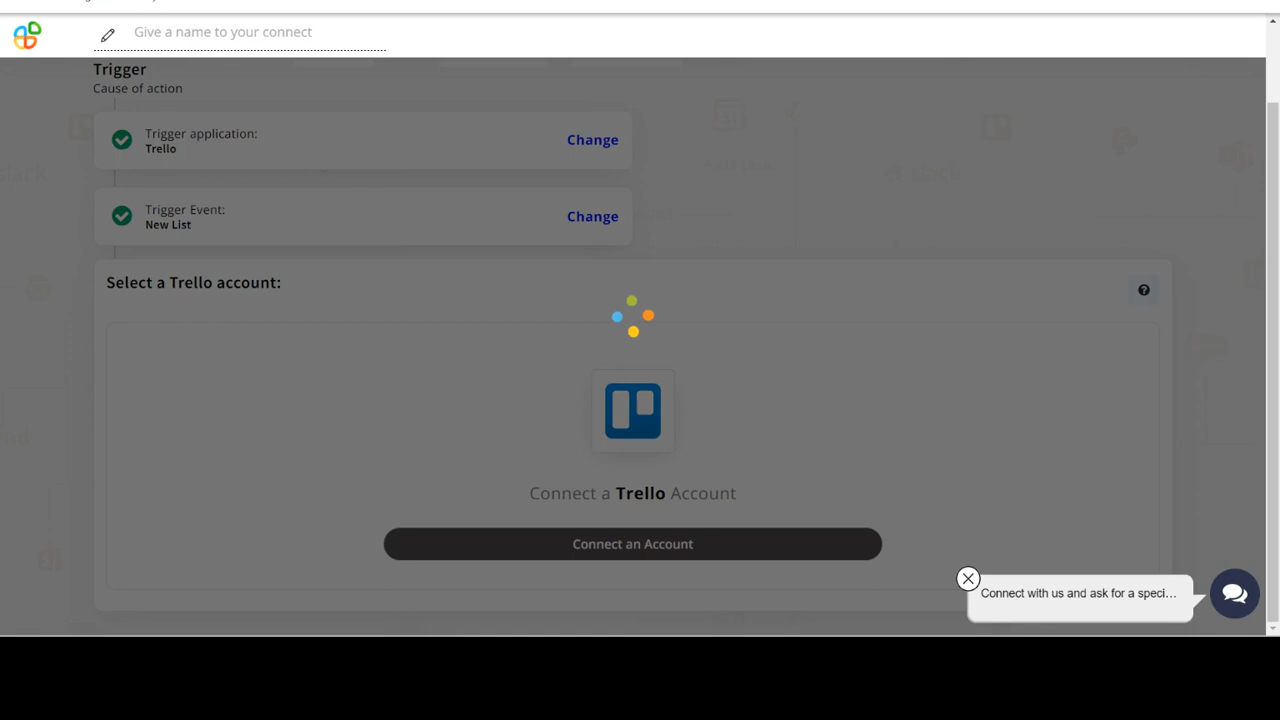 Give a name to your connect
Trigger
Cause of action
Trigger application:
Trello
Change
Trigger Event:
New List
Change
Select a Trello account:
Connect a Trello Account
Connect an Account
Connect with us and ask for a speci...